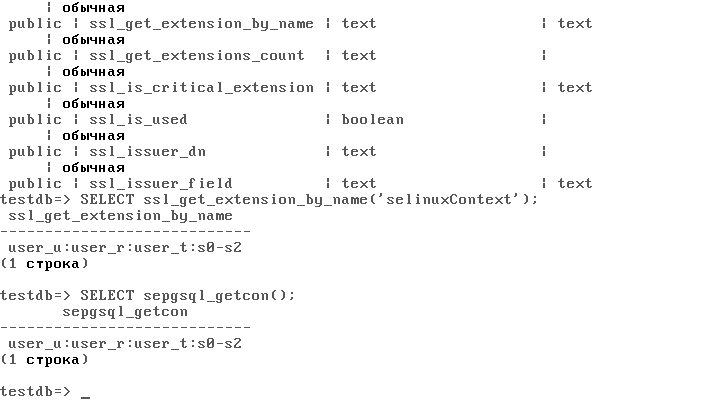 ¦ обычная
public ¦ ssl_get_extension_by_name ¦ text ¦ text
¦ обычная
public ¦ ssl_get_extensions_count ¦ text ¦
¦ обычная
public ¦ ssl_is_critical_extension ¦ text ¦ text
¦ обычная
public ¦ ssl_is_used ¦ boolean ¦
¦ обычная
public ¦ ssl_issuer_dn ¦ text ¦
¦ обычная
public ¦ ssl_issuer_field ¦ text ¦ text
testdb=> SELECT ssl_get_extension_by_name('selinuxContext');
ssl_get_extension_by_name
----------------------------
user_u:user_r:user_t:s0-s2
(1 строка)
testdb=> SELECT sepgsql_getcon();
sepgsql_getcon
----------------------------
user_u:user_r:user_t:s0-s2
(1 строка)
testdb=> _